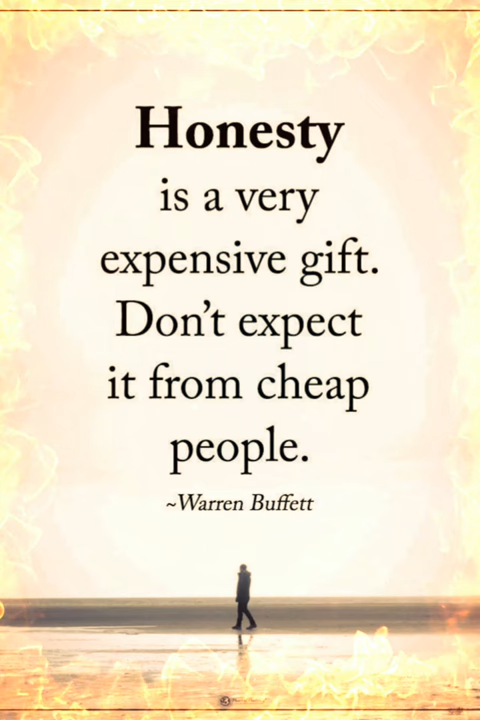 Honesty
is a very
expensive gift.
Don't expect
it from cheap
people.
~Warren Buffett